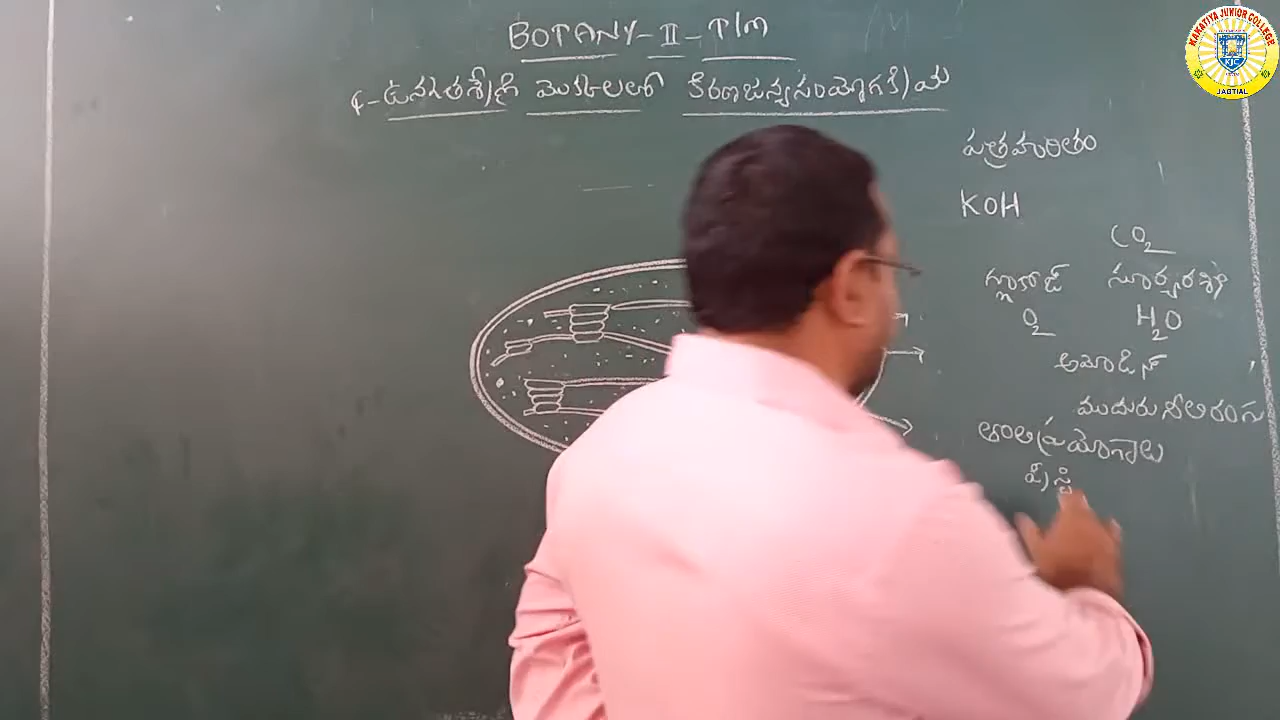 BOTANY-II-T/M
4-ఉన్నతశ్రేణి మొక్కలలో కిరణజన్యసంయోగక్రియ
పత్రహరితం
KOH
CO2
గ్లూకోజ్ సూర్యరశ్మి
O2 H2O
అయోడిన్
ముదురు నీలిరంగు
తొలి ప్రయోగాలు
ప్రీస్టి
KAKATIYA JUNIOR COLLEGE
KJC
JAGTIAL